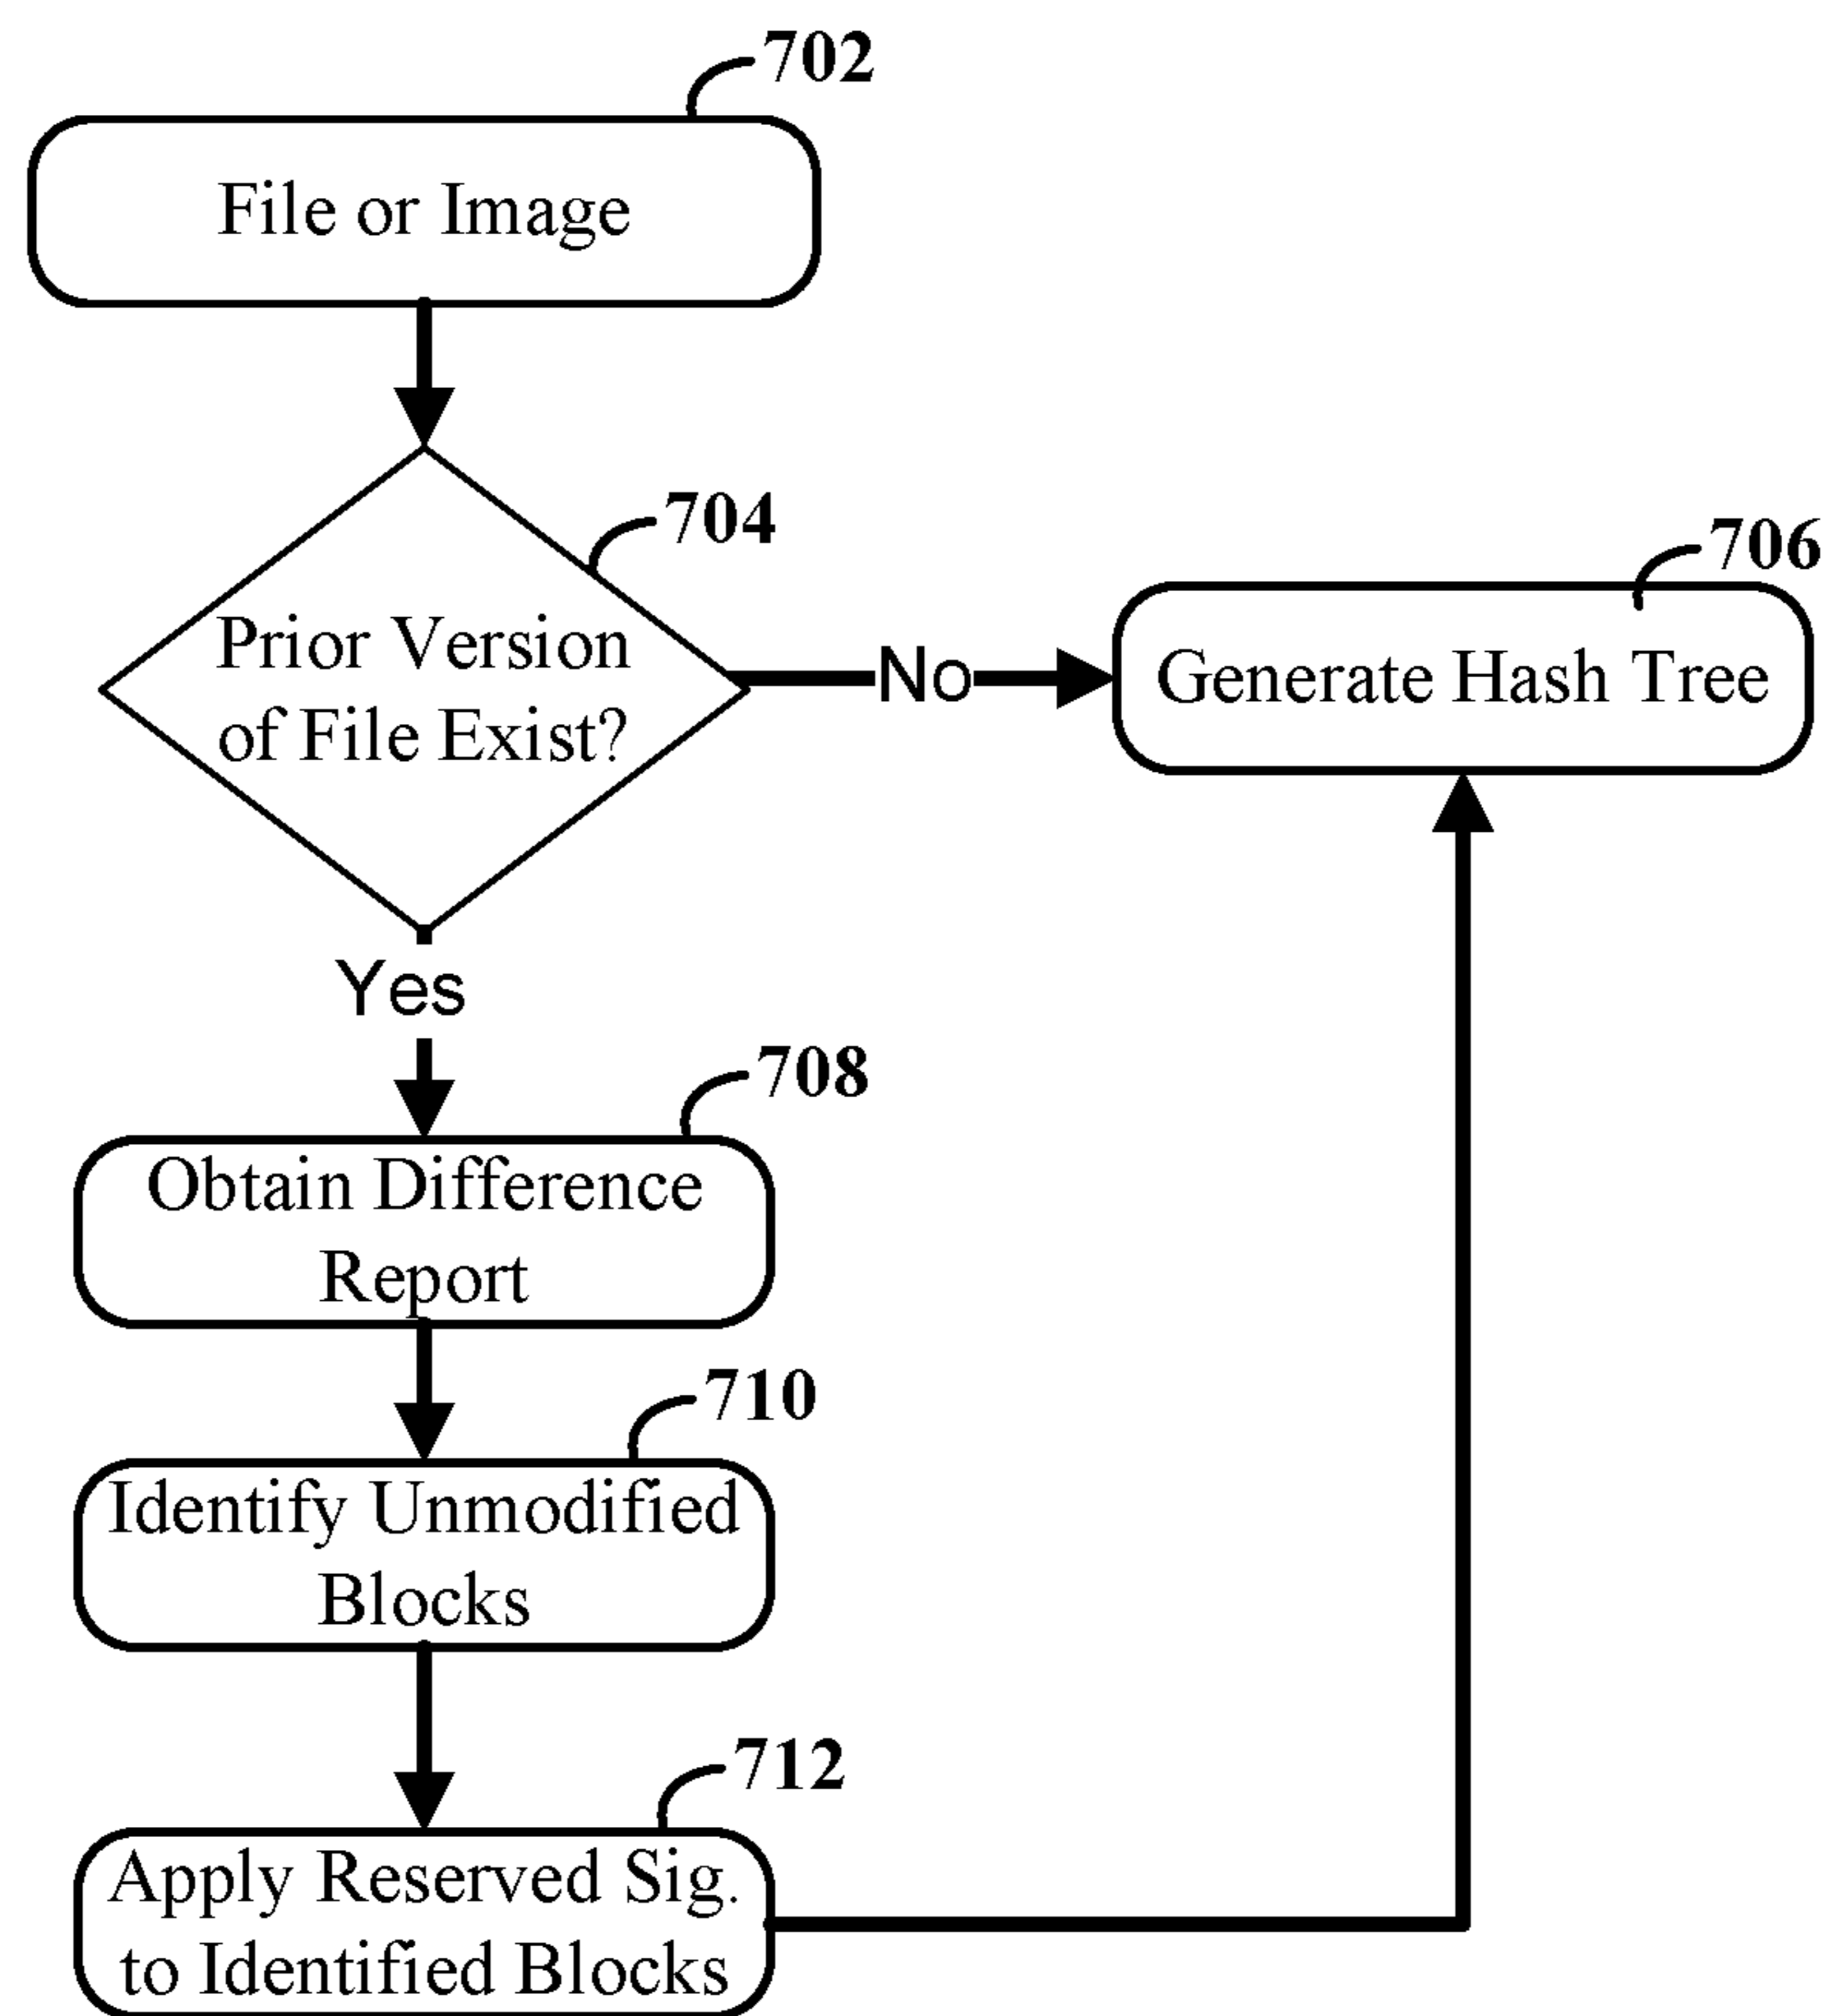 702
File or Image
704
Prior Version
of File Exist?
No
706
Generate Hash Tree
Yes
708
Obtain Difference
Report
710
Identify Unmodified
Blocks
712
Apply Reserved Sig.
to Identified Blocks